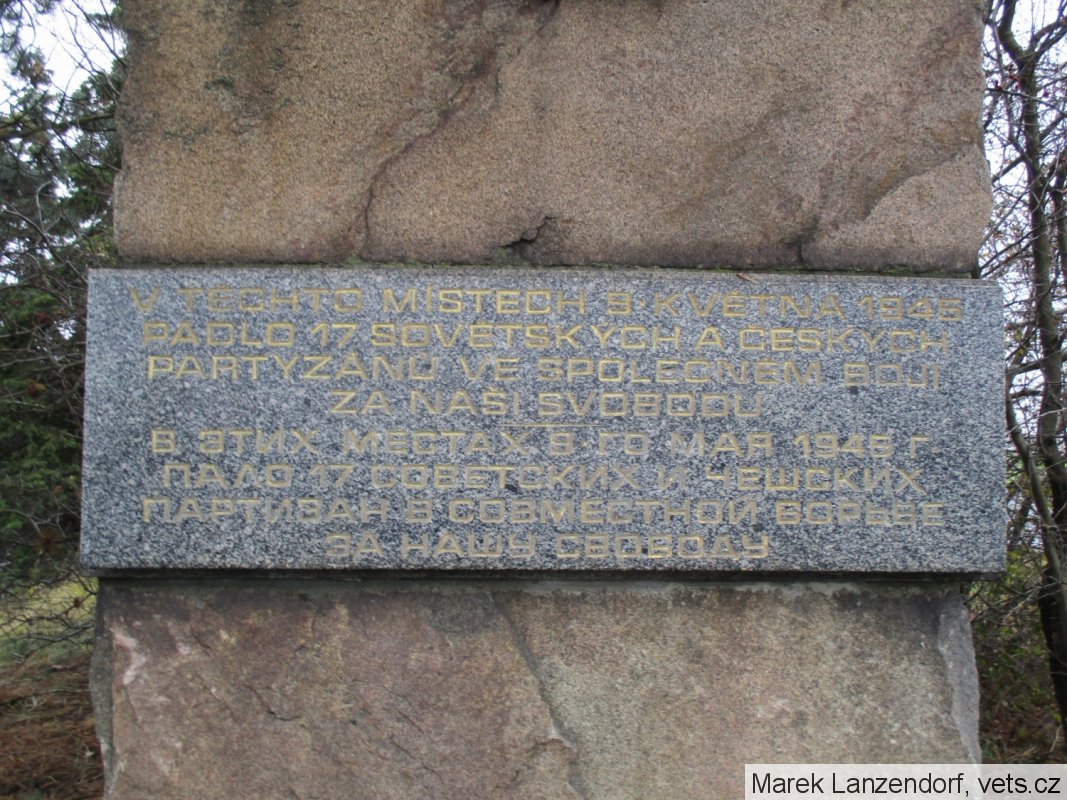 V TĚCHTO MÍSTECH 9. KVĚTNA 1945
PADLO 17 SOVĚTSKÝCH A ČESKÝCH
PARTYZÁNŮ VE SPOLEČNÉM BOJI
ZA NAŠI SVOBODU
В ЭТИХ МЕСТАХ 9-ГО МАЯ 1945 Г
ПАЛО 17 СОВЕТСКИХ И ЧЕШСКИХ
ПАРТИЗАН В СОВМЕСТНОЙ БОРЬБЕ
ЗА НАШУ СВОБОДУ
Marek Lanzendorf, vets.cz